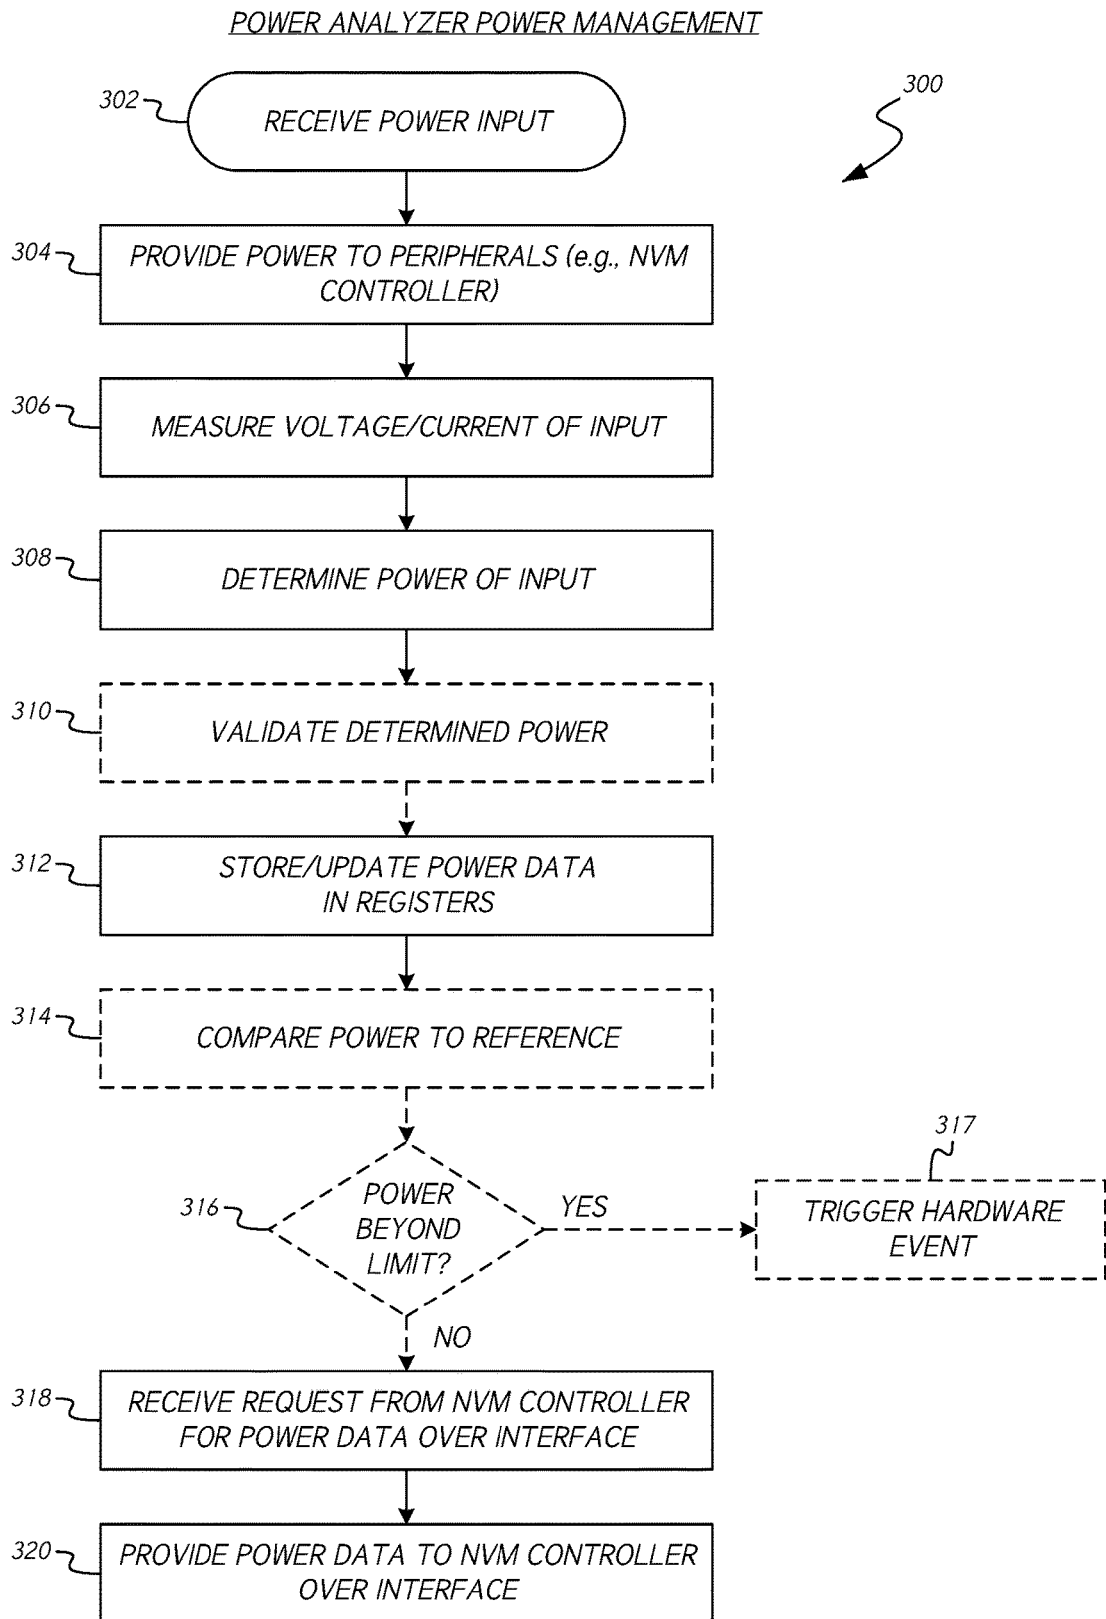 POWER ANALYZER POWER MANAGEMENT
300
302
RECEIVE POWER INPUT
304
PROVIDE POWER TO PERIPHERALS (e.g., NVM
CONTROLLER)
306
MEASURE VOLTAGE/CURRENT OF INPUT
308
DETERMINE POWER OF INPUT
310
VALIDATE DETERMINED POWER
312
STORE/UPDATE POWER DATA
IN REGISTERS
314
COMPARE POWER TO REFERENCE
316
POWER
BEYOND
LIMIT?
YES
317
TRIGGER HARDWARE
EVENT
NO
318
RECEIVE REQUEST FROM NVM CONTROLLER
FOR POWER DATA OVER INTERFACE
320
PROVIDE POWER DATA TO NVM CONTROLLER
OVER INTERFACE